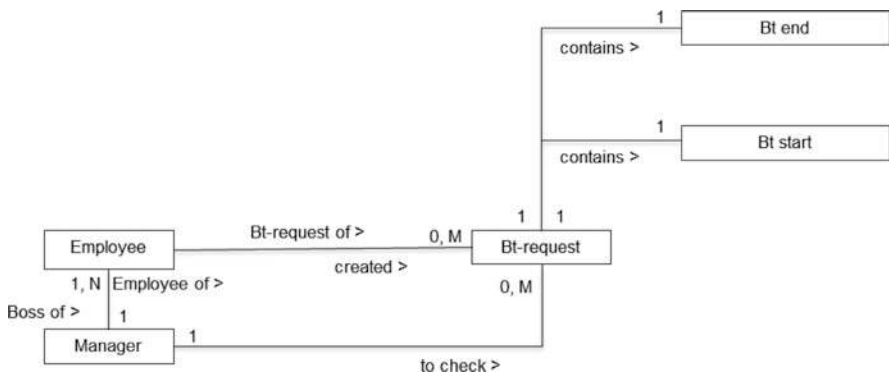 1
Bt end
contains >
1
Bt start
contains >
1 1
Bt-request of >
0, M
Employee
Bt-request
created >
1, N
Employee of >
0, M
Boss of >
1
1
Manager
to check >